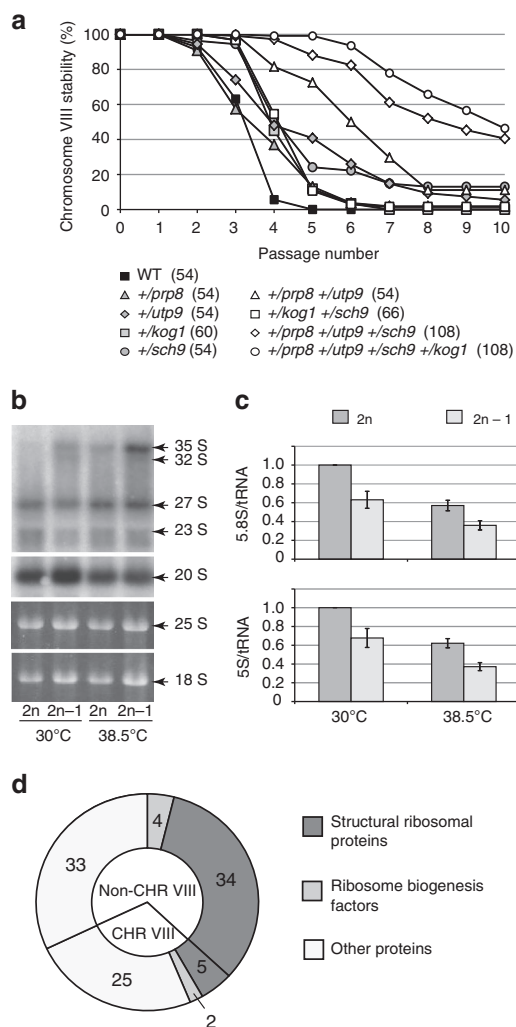 a
Chromosome VIII stability (%)
100
80
60
40
20
0
0 1 2 3 4 5 6 7 8 9 10
Passage number
WT (54)
+/prp8 (54)
+/prp8 +/utp9 (54)
+/utp9 (54)
+/kog1 +/sch9 (66)
+/kog1 (60)
+/prp8 +/utp9 +/sch9 (108)
+/sch9 (54)
+/prp8 +/utp9 +/sch9 +/kog1 (108)
b
35 S
32 S
27 S
23 S
20 S
25 S
18 S
2n 2n–1 2n 2n–1
30°C 38.5°C
c
2n 2n – 1
5.8S/tRNA
1.0
0.8
0.6
0.4
0.2
0
5S/tRNA
1.0
0.8
0.6
0.4
0.2
0
30°C 38.5°C
d
4
33
34
Non-CHR VIII
CHR VIII
5
25
2
Structural ribosomal
proteins
Ribosome biogenesis
factors
Other proteins